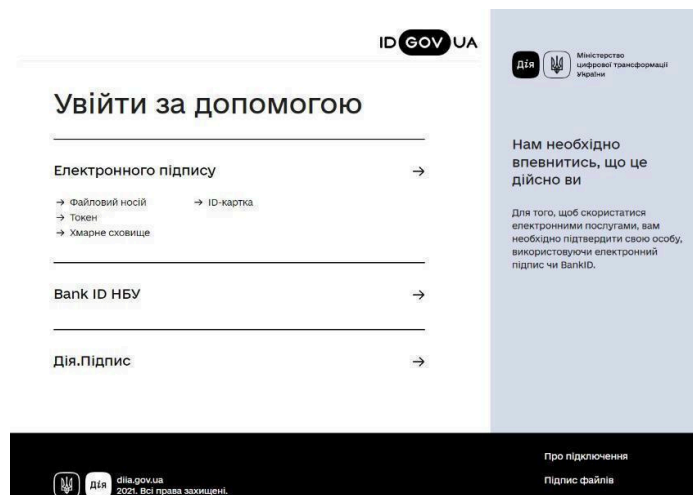 ID GOV UA
Увійти за допомогою
Електронного підпису →
→ Файловий носій → ID-картка
→ Токен
→ Хмарне сховище
Bank ID НБУ →
Дія.Підпис →
Дія
Міністерство
цифрової трансформації
України
Нам необхідно
впевнитись, що це
дійсно ви
Для того, щоб скористатися
електронними послугами, вам
необхідно підтвердити свою особу,
використовуючи електронний
підпис чи BankID.
Дія
diia.gov.ua
2021. Всі права захищені.
Про підключення
Підпис файлів